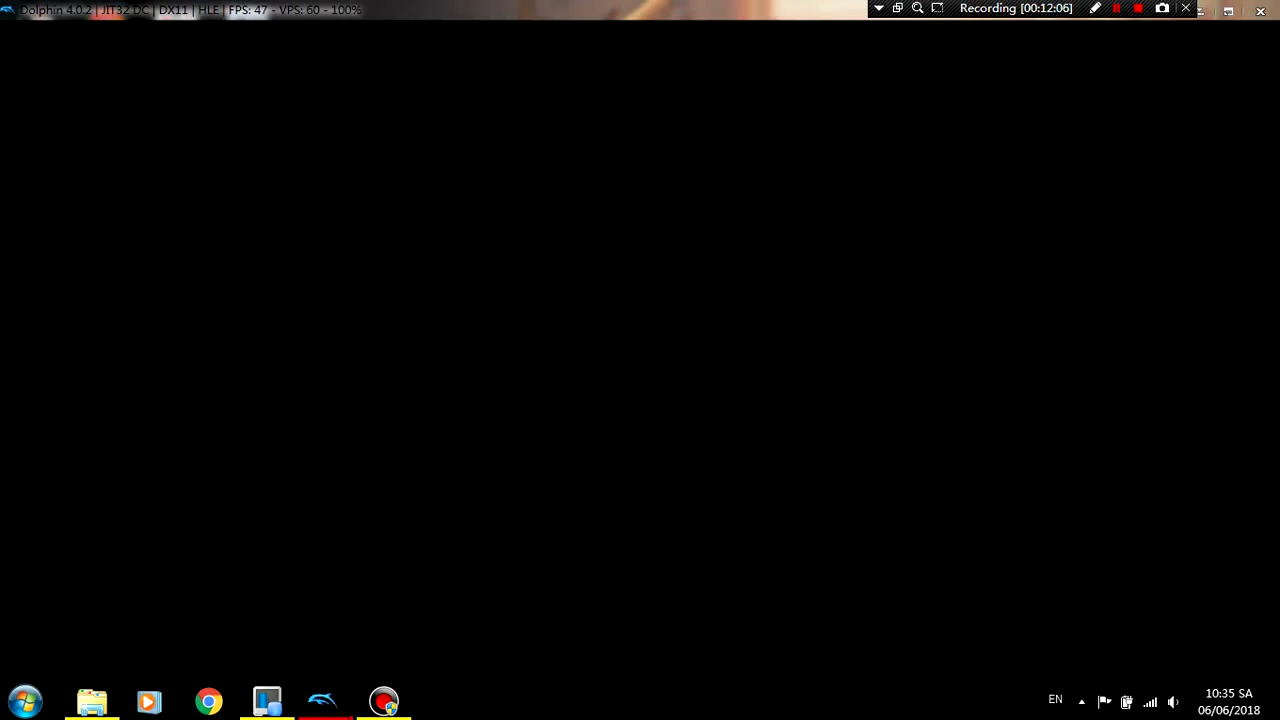 Dolphin 4.0.2 | JIT32 DC | DX11 | HLE | FPS: 47 - VPS: 60 - 100%
Recording [00:12:06]
EN
10:35 SA
06/06/2018